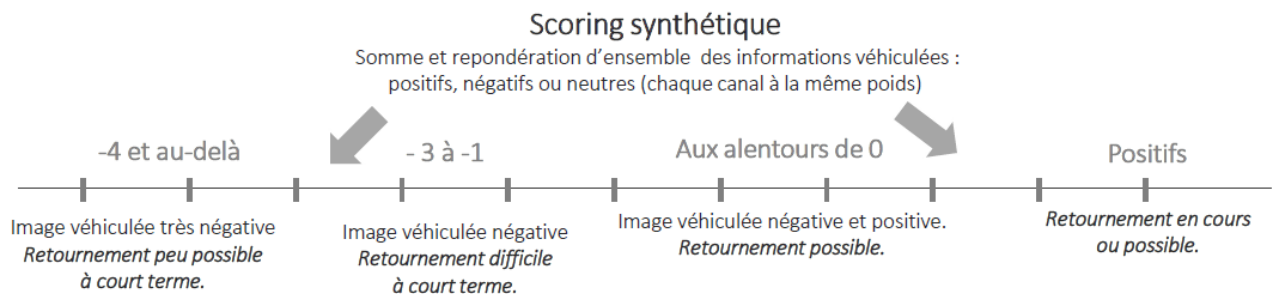 Scoring synthétique
Somme et repondération d’ensemble des informations véhiculées :
positifs, négatifs ou neutres (chaque canal à la même poids)
-4 et au-delà
- 3 à -1
Aux alentours de 0
Positifs
Image véhiculée très négative
Retournement peu possible
à court terme.
Image véhiculée négative
Retournement difficile
à court terme.
Image véhiculée négative et positive.
Retournement possible.
Retournement en cours
ou possible.